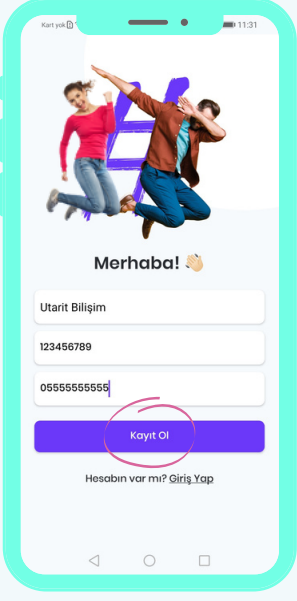 Kart yok
11:31
Merhaba!
Utarit Bilişim
123456789
05555555555
Kayıt Ol
Hesabın var mı? Giriş Yap